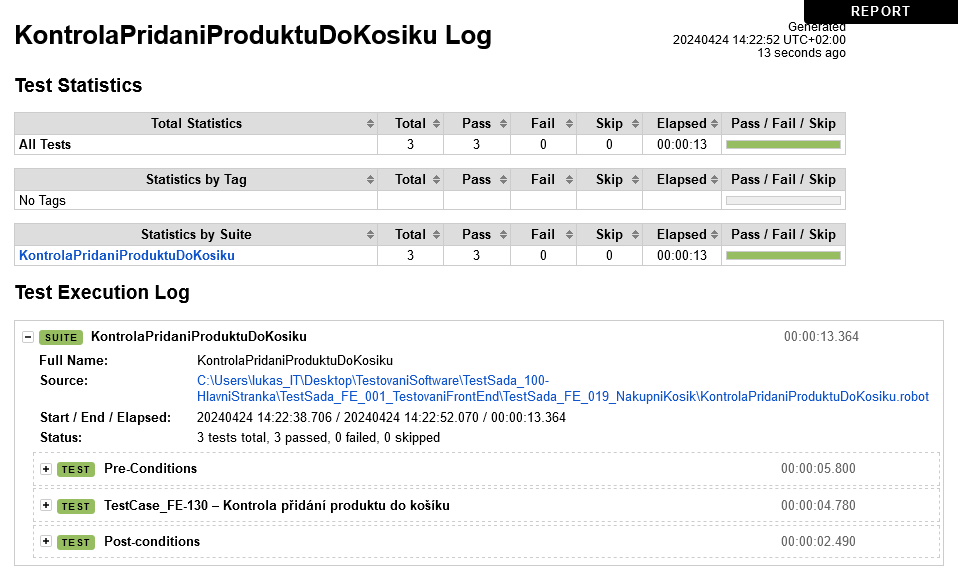 REPORT
KontrolaPridaniProduktuDoKosiku Log
Generated
20240424 14:22:52 UTC+02:00
13 seconds ago
Test Statistics
Total Statistics Total Pass Fail Skip Elapsed Pass / Fail / Skip
All Tests 3 3 0 0 00:00:13
Statistics by Tag Total Pass Fail Skip Elapsed Pass / Fail / Skip
No Tags
Statistics by Suite Total Pass Fail Skip Elapsed Pass / Fail / Skip
KontrolaPridaniProduktuDoKosiku 3 3 0 0 00:00:13
Test Execution Log
SUITE KontrolaPridaniProduktuDoKosiku 00:00:13.364
Full Name: KontrolaPridaniProduktuDoKosiku
Source: C:\Users\lukas_IT\Desktop\TestovaniSoftware\TestSada_100-
HlavniStranka\TestSada_FE_001_TestovaniFrontEnd\TestSada_FE_019_NakupniKosik\KontrolaPridaniProduktuDoKosiku.robot
Start / End / Elapsed: 20240424 14:22:38.706 / 20240424 14:22:52.070 / 00:00:13.364
Status: 3 tests total, 3 passed, 0 failed, 0 skipped
TEST Pre-Conditions 00:00:05.800
TEST TestCase_FE-130 – Kontrola přidání produktu do košíku 00:00:04.780
TEST Post-conditions 00:00:02.490